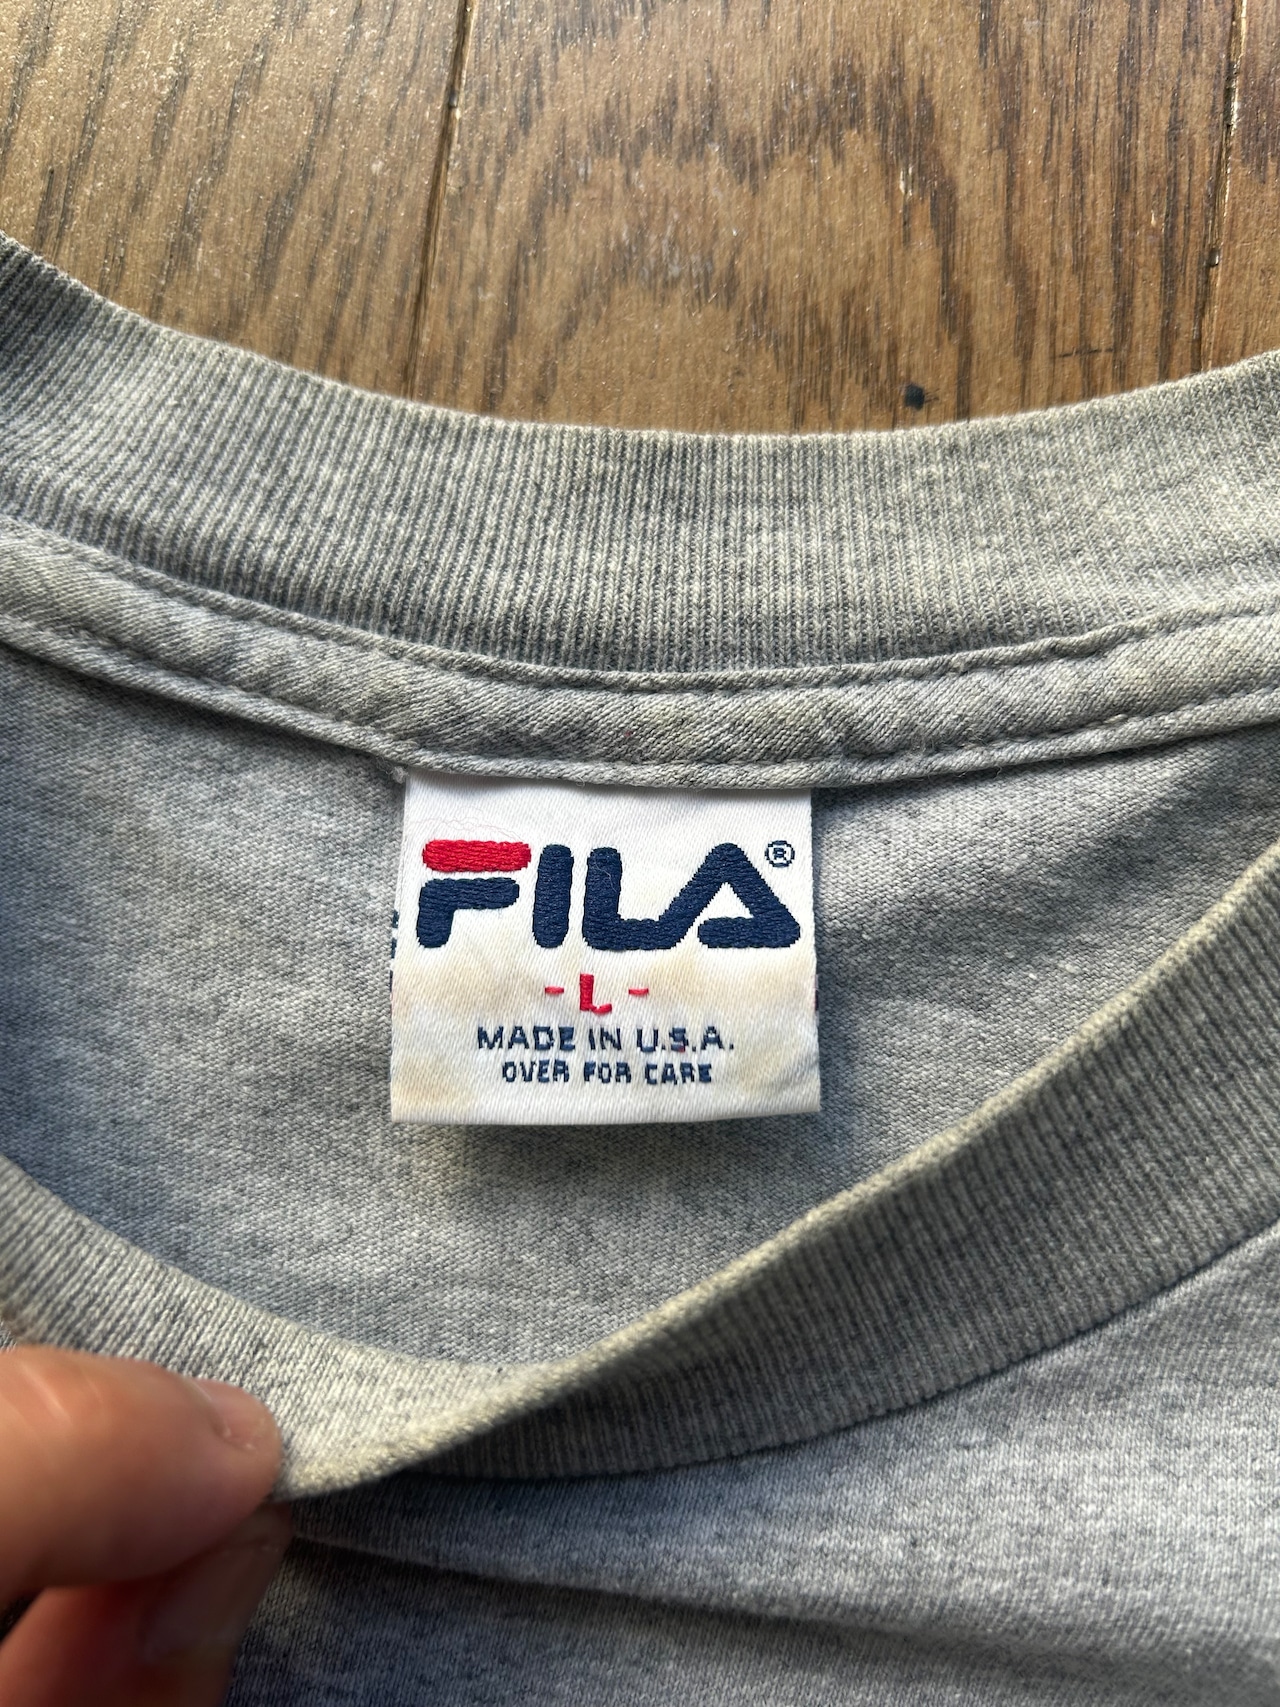 FILA®
- L -
MADE IN U.S.A.
OVER FOR CARE